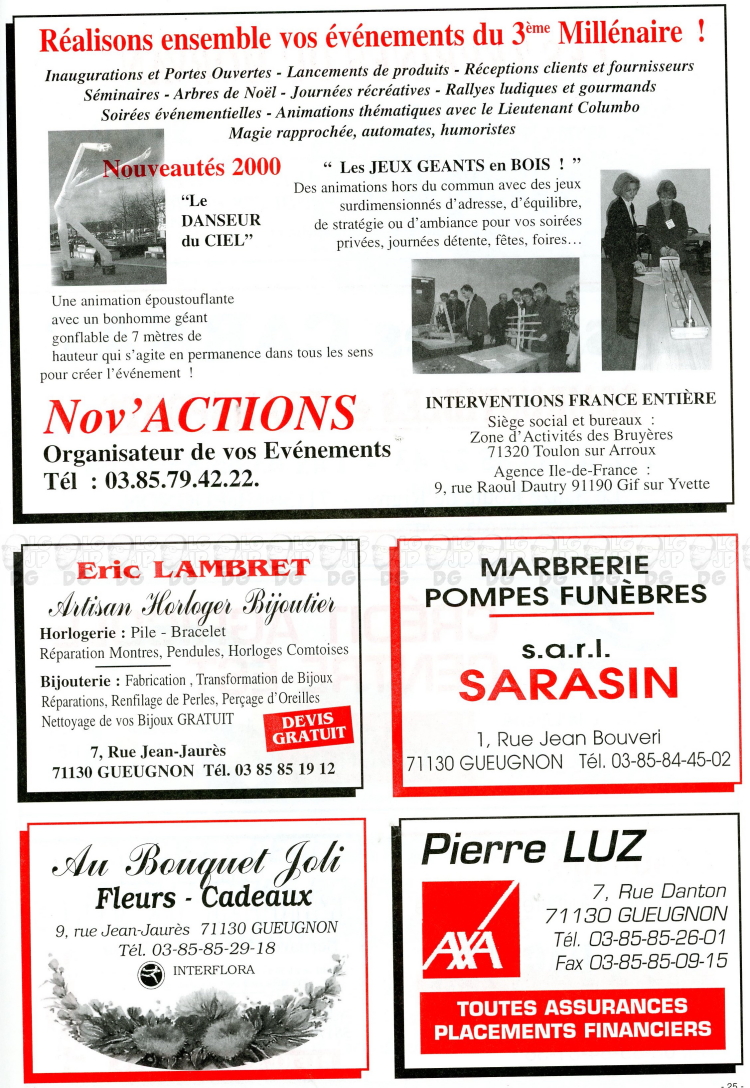 Réalisons ensemble vos événements du 3ème Millénaire !
Inaugurations et Portes Ouvertes - Lancements de produits - Réceptions clients et fournisseurs
Séminaires - Arbres de Noël - Journées récréatives - Rallyes ludiques et gourmands
Soirées événementielles - Animations thématiques avec le Lieutenant Columbo
Magie rapprochée, automates, humoristes
Nouveautés 2000
"Le
DANSEUR
du CIEL"
Une animation époustouflante
avec un bonhomme géant
gonflable de 7 mètres de
hauteur qui s'agite en permanence dans tous les sens
pour créer l'événement !
" Les JEUX GEANTS en BOIS ! "
Des animations hors du commun avec des jeux
surdimensionnés d'adresse, d'équilibre,
de stratégie ou d'ambiance pour vos soirées
privées, journées détente, fêtes, foires…
Nov'ACTIONS
Organisateur de vos Evénements
Tél : 03.85.79.42.22.
INTERVENTIONS FRANCE ENTIÈRE
Siège social et bureaux :
Zone d'Activités des Bruyères
71320 Toulon sur Arroux
Agence Ile-de-France :
9, rue Raoul Dautry 91190 Gif sur Yvette
Eric LAMBRET
Artisan Horloger Bijoutier
Horlogerie : Pile - Bracelet
Réparation Montres, Pendules, Horloges Comtoises
Bijouterie : Fabrication , Transformation de Bijoux
Réparations, Renfilage de Perles, Perçage d'Oreilles
Nettoyage de vos Bijoux GRATUIT
DEVIS
GRATUIT
7, Rue Jean-Jaurès
71130 GUEUGNON Tél. 03 85 85 19 12
MARBRERIE
POMPES FUNÈBRES
s.a.r.l.
SARASIN
1, Rue Jean Bouveri
71130 GUEUGNON Tél. 03-85-84-45-02
Au Bouquet Joli
Fleurs - Cadeaux
9, rue Jean-Jaurès 71130 GUEUGNON
Tél. 03-85-85-29-18
INTERFLORA
Pierre LUZ
AXA
7, Rue Danton
71130 GUEUGNON
Tél. 03-85-85-26-01
Fax 03-85-85-09-15
TOUTES ASSURANCES
PLACEMENTS FINANCIERS
- 25 -